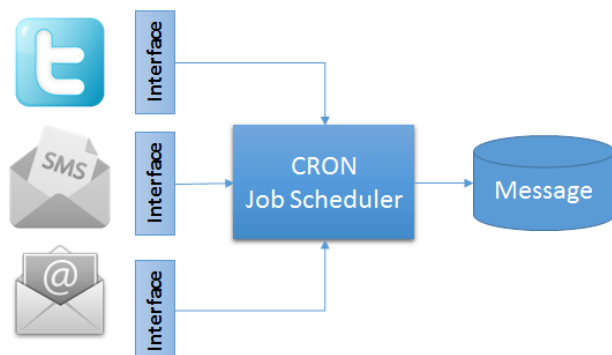 t
Interface
SMS
Interface
CRON
Job Scheduler
Message
@
Interface